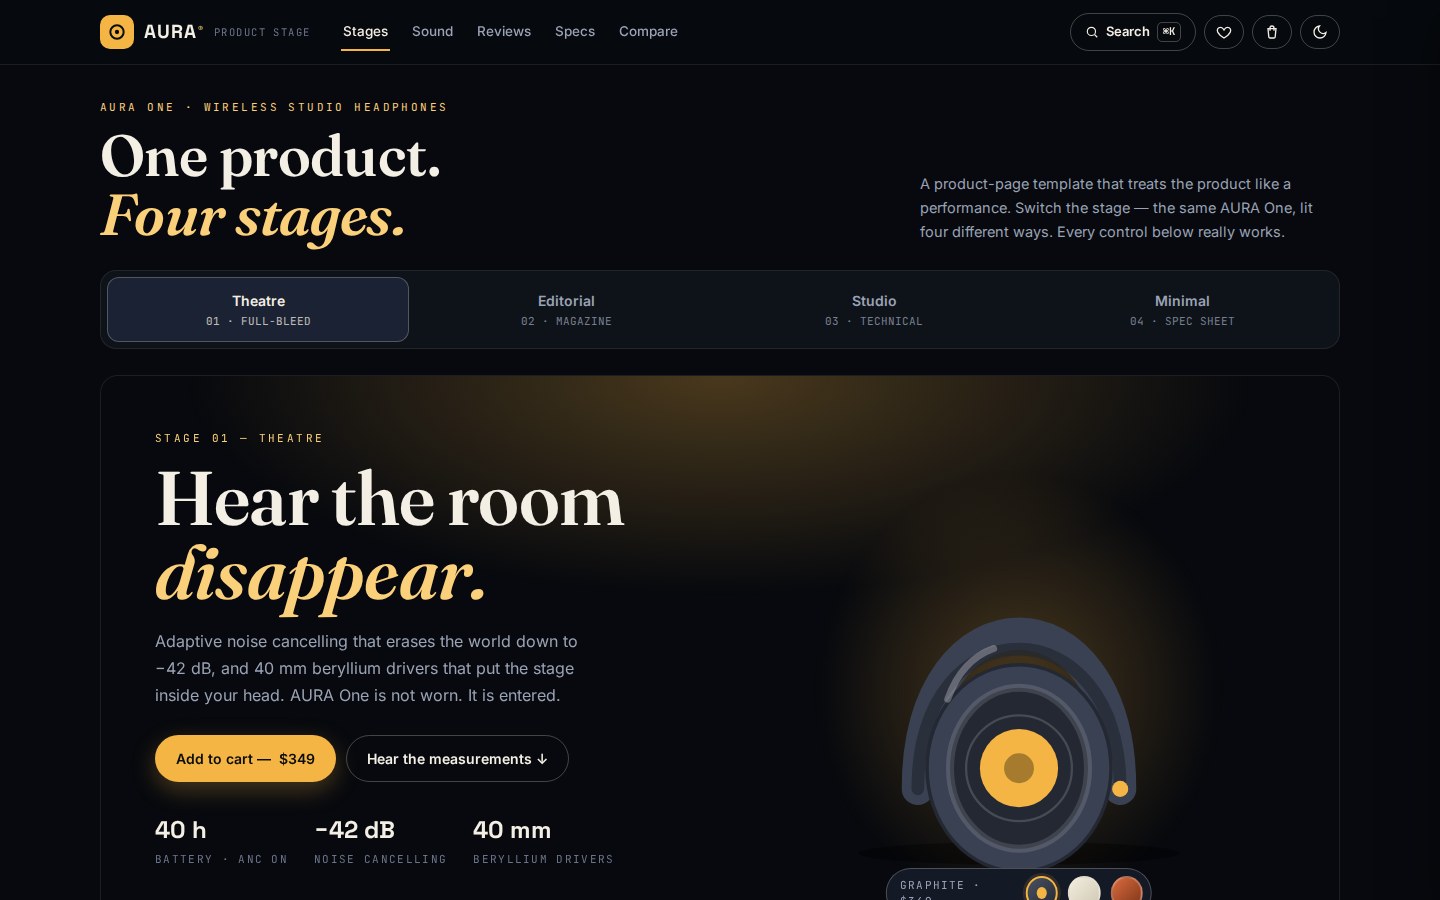 AURA®
PRODUCT STAGE
Stages
Sound
Reviews
Specs
Compare
Search
⌘K
AURA ONE · WIRELESS STUDIO HEADPHONES
One product.
Four stages.
A product-page template that treats the product like a
performance. Switch the stage — the same AURA One, lit
four different ways. Every control below really works.
Theatre
01 · FULL-BLEED
Editorial
02 · MAGAZINE
Studio
03 · TECHNICAL
Minimal
04 · SPEC SHEET
STAGE 01 — THEATRE
Hear the room
disappear.
Adaptive noise cancelling that erases the world down to
−42 dB, and 40 mm beryllium drivers that put the stage
inside your head. AURA One is not worn. It is entered.
Add to cart — $349
Hear the measurements ↓
40 h
BATTERY · ANC ON
−42 dB
NOISE CANCELLING
40 mm
BERYLLIUM DRIVERS
GRAPHITE ·